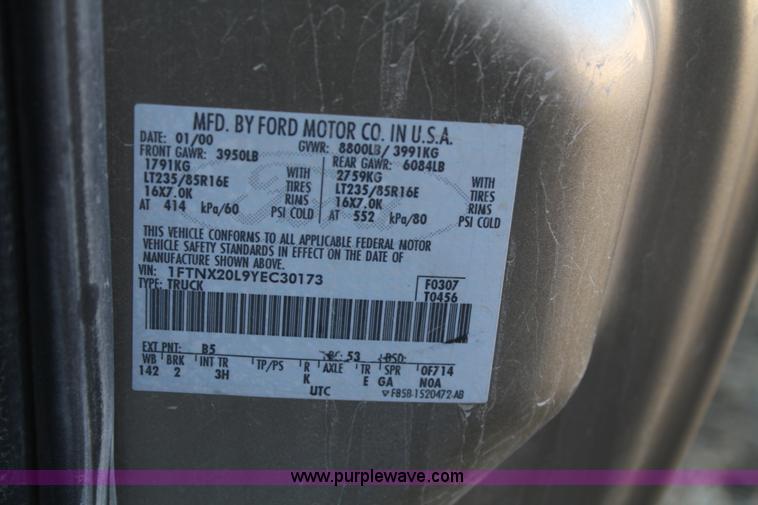 MFD. BY FORD MOTOR CO. IN U.S.A.
DATE: 01/00 GVWR: 8800LB/ 3991KG
FRONT GAWR: 3950LB REAR GAWR: 6084LB
1791KG WITH 2759KG WITH
LT235/85R16E TIRES LT235/85R16E TIRES
16X7.0K RIMS 16X7.0K RIMS
AT 414 kPa/60 PSI COLD AT 552 kPa/80 PSI COLD
THIS VEHICLE CONFORMS TO ALL APPLICABLE FEDERAL MOTOR
VEHICLE SAFETY STANDARDS IN EFFECT ON THE DATE OF
MANUFACTURE SHOWN ABOVE.
VIN: 1FTNX20L9YEC30173 F0307
TYPE: TRUCK T0456
EXT PNT: B5 RC: 53 DSO:
WB BRK INT TR TP/PS R AXLE TR SPR 0F714
142 2 3H K E GA N0A
UTC F85B-1520472-AB
www.purplewave.com